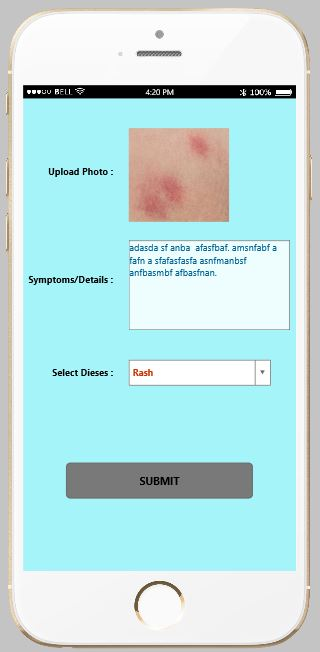 BELL 4:20 PM 100%
Upload Photo :
Symptoms/Details :
adasda sf anba afasfbaf. amsnfabf a
fafn a sfafasfasfa asnfmanbsf
anfbasmbf afbasfnan.
Select Dieses :
Rash
SUBMIT